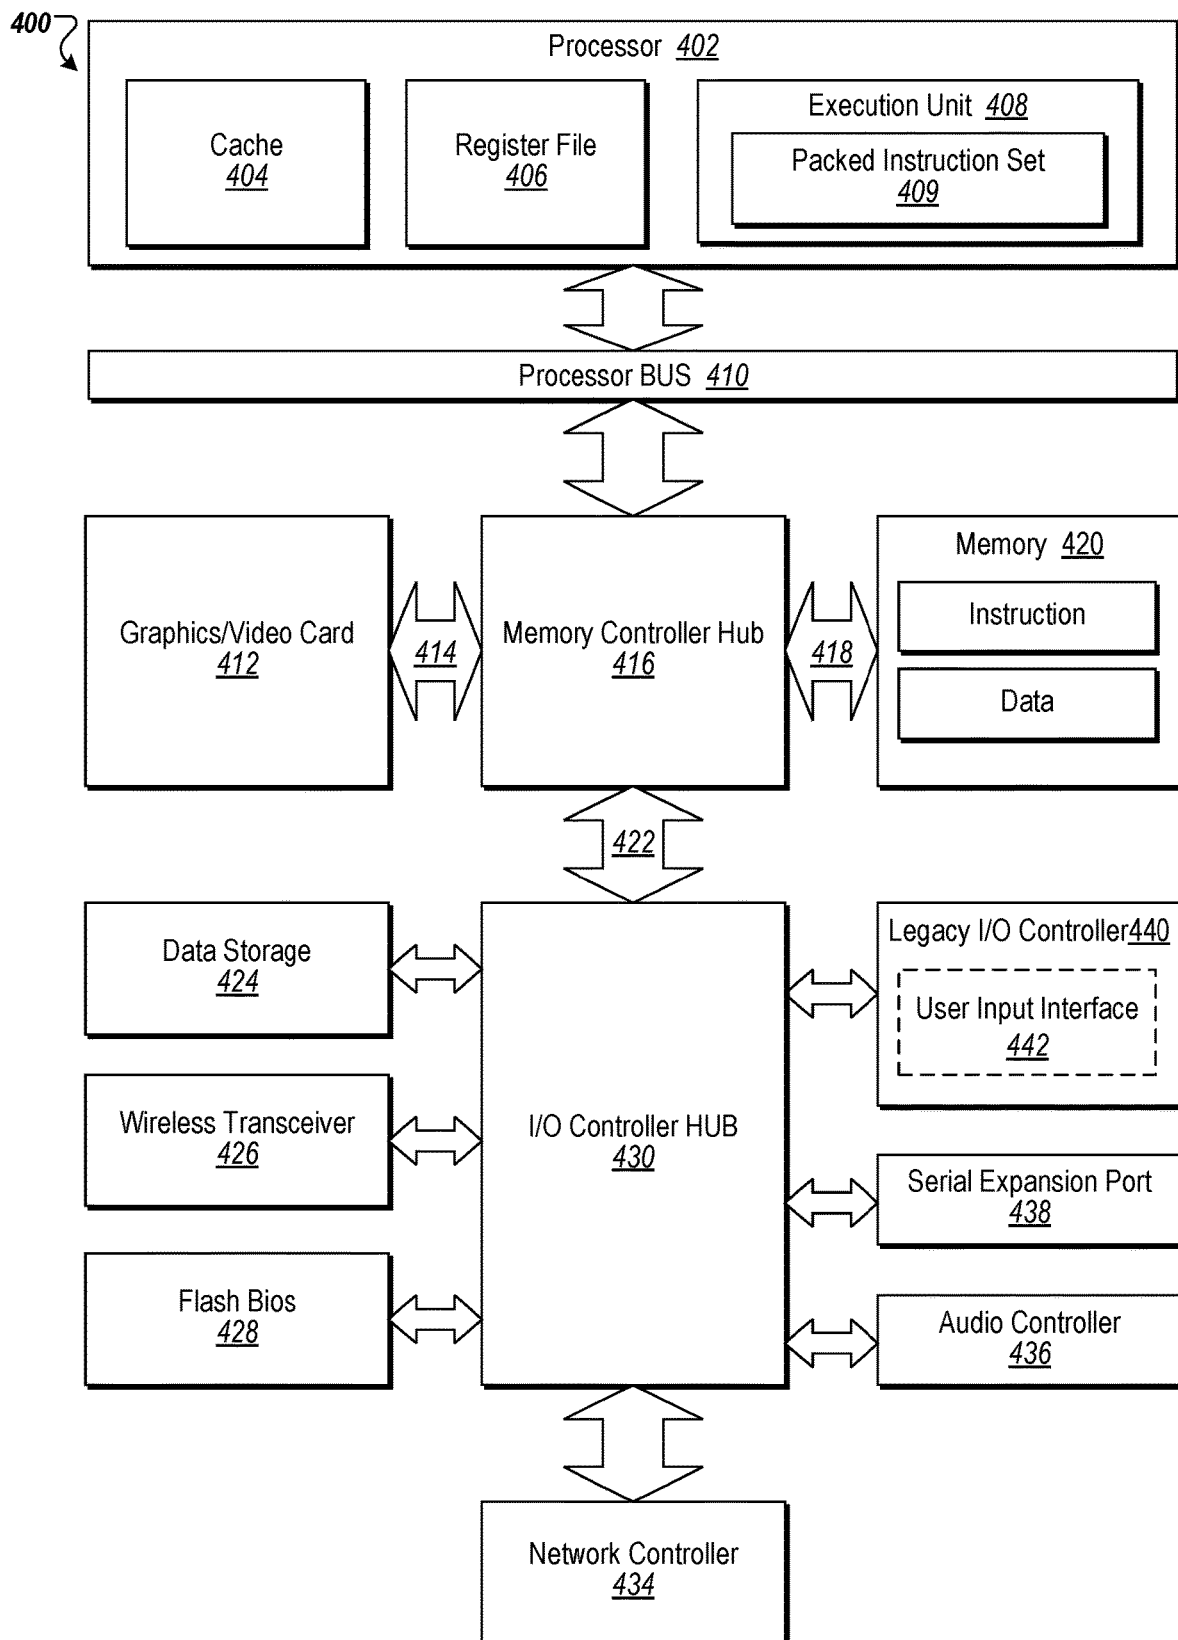 400
Processor 402
Cache
404
Register File
406
Execution Unit 408
Packed Instruction Set
409
Processor BUS 410
Graphics/Video Card
412
414
Memory Controller Hub
416
418
Memory 420
Instruction
Data
422
Data Storage
424
Wireless Transceiver
426
Flash Bios
428
I/O Controller HUB
430
Legacy I/O Controller440
User Input Interface
442
Serial Expansion Port
438
Audio Controller
436
Network Controller
434